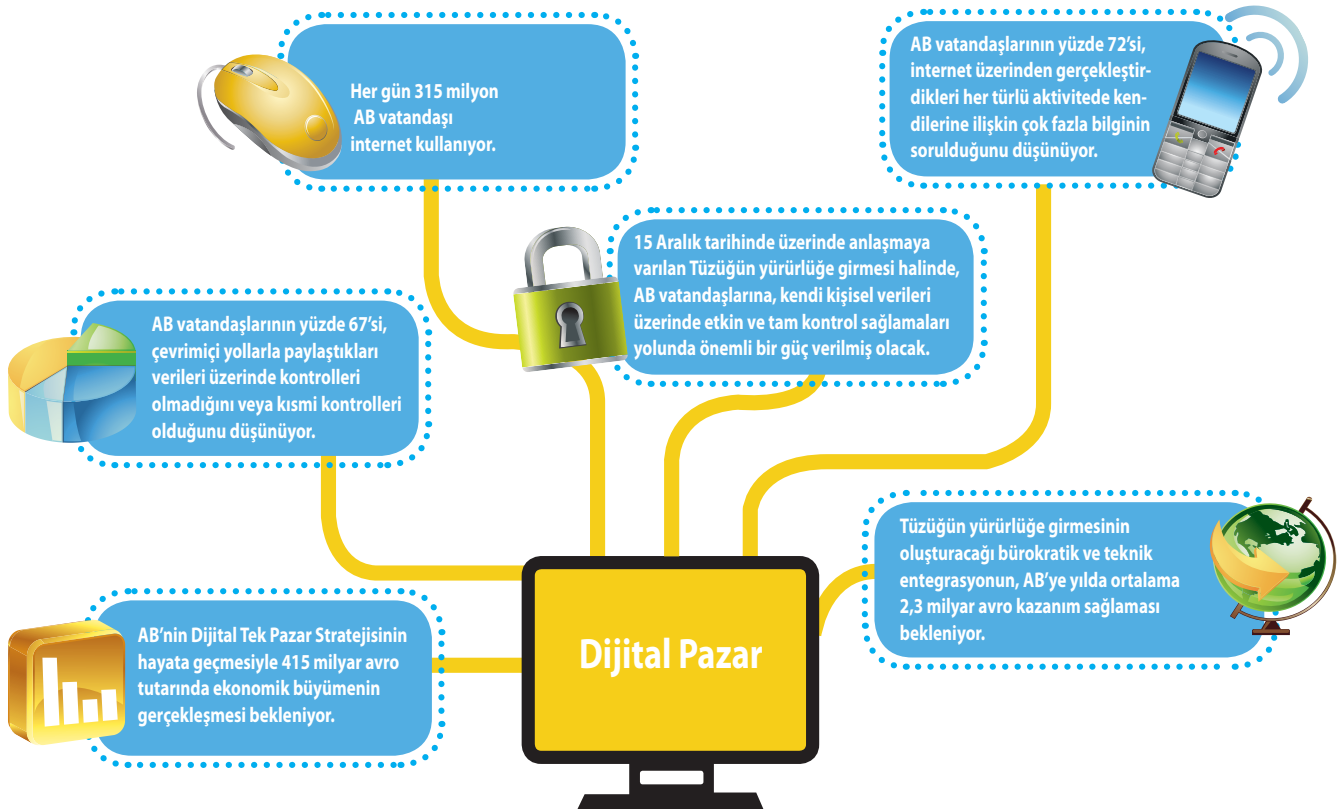 Her gün 315 milyon
AB vatandaşı
internet kullanıyor.
AB vatandaşlarının yüzde 72'si,
internet üzerinden gerçekleştir-
dikleri her türlü aktivitede ken-
dilerine ilişkin çok fazla bilginin
sorulduğunu düşünüyor.
15 Aralık tarihinde üzerinde anlaşmaya
varılan Tüzüğün yürürlüğe girmesi halinde,
AB vatandaşlarına, kendi kişisel verileri
üzerinde etkin ve tam kontrol sağlamaları
yolunda önemli bir güç verilmiş olacak.
AB vatandaşlarının yüzde 67'si,
çevrimiçi yollarla paylaştıkları
verileri üzerinde kontrolleri
olmadığını veya kısmi kontrolleri
olduğunu düşünüyor.
Tüzüğün yürürlüğe girmesinin
oluşturacağı bürokratik ve teknik
entegrasyonun, AB'ye yılda ortalama
2,3 milyar avro kazanım sağlaması
bekleniyor.
AB'nin Dijital Tek Pazar Stratejisinin
hayata geçmesiyle 415 milyar avro
tutarında ekonomik büyümenin
gerçekleşmesi bekleniyor.
Dijital Pazar